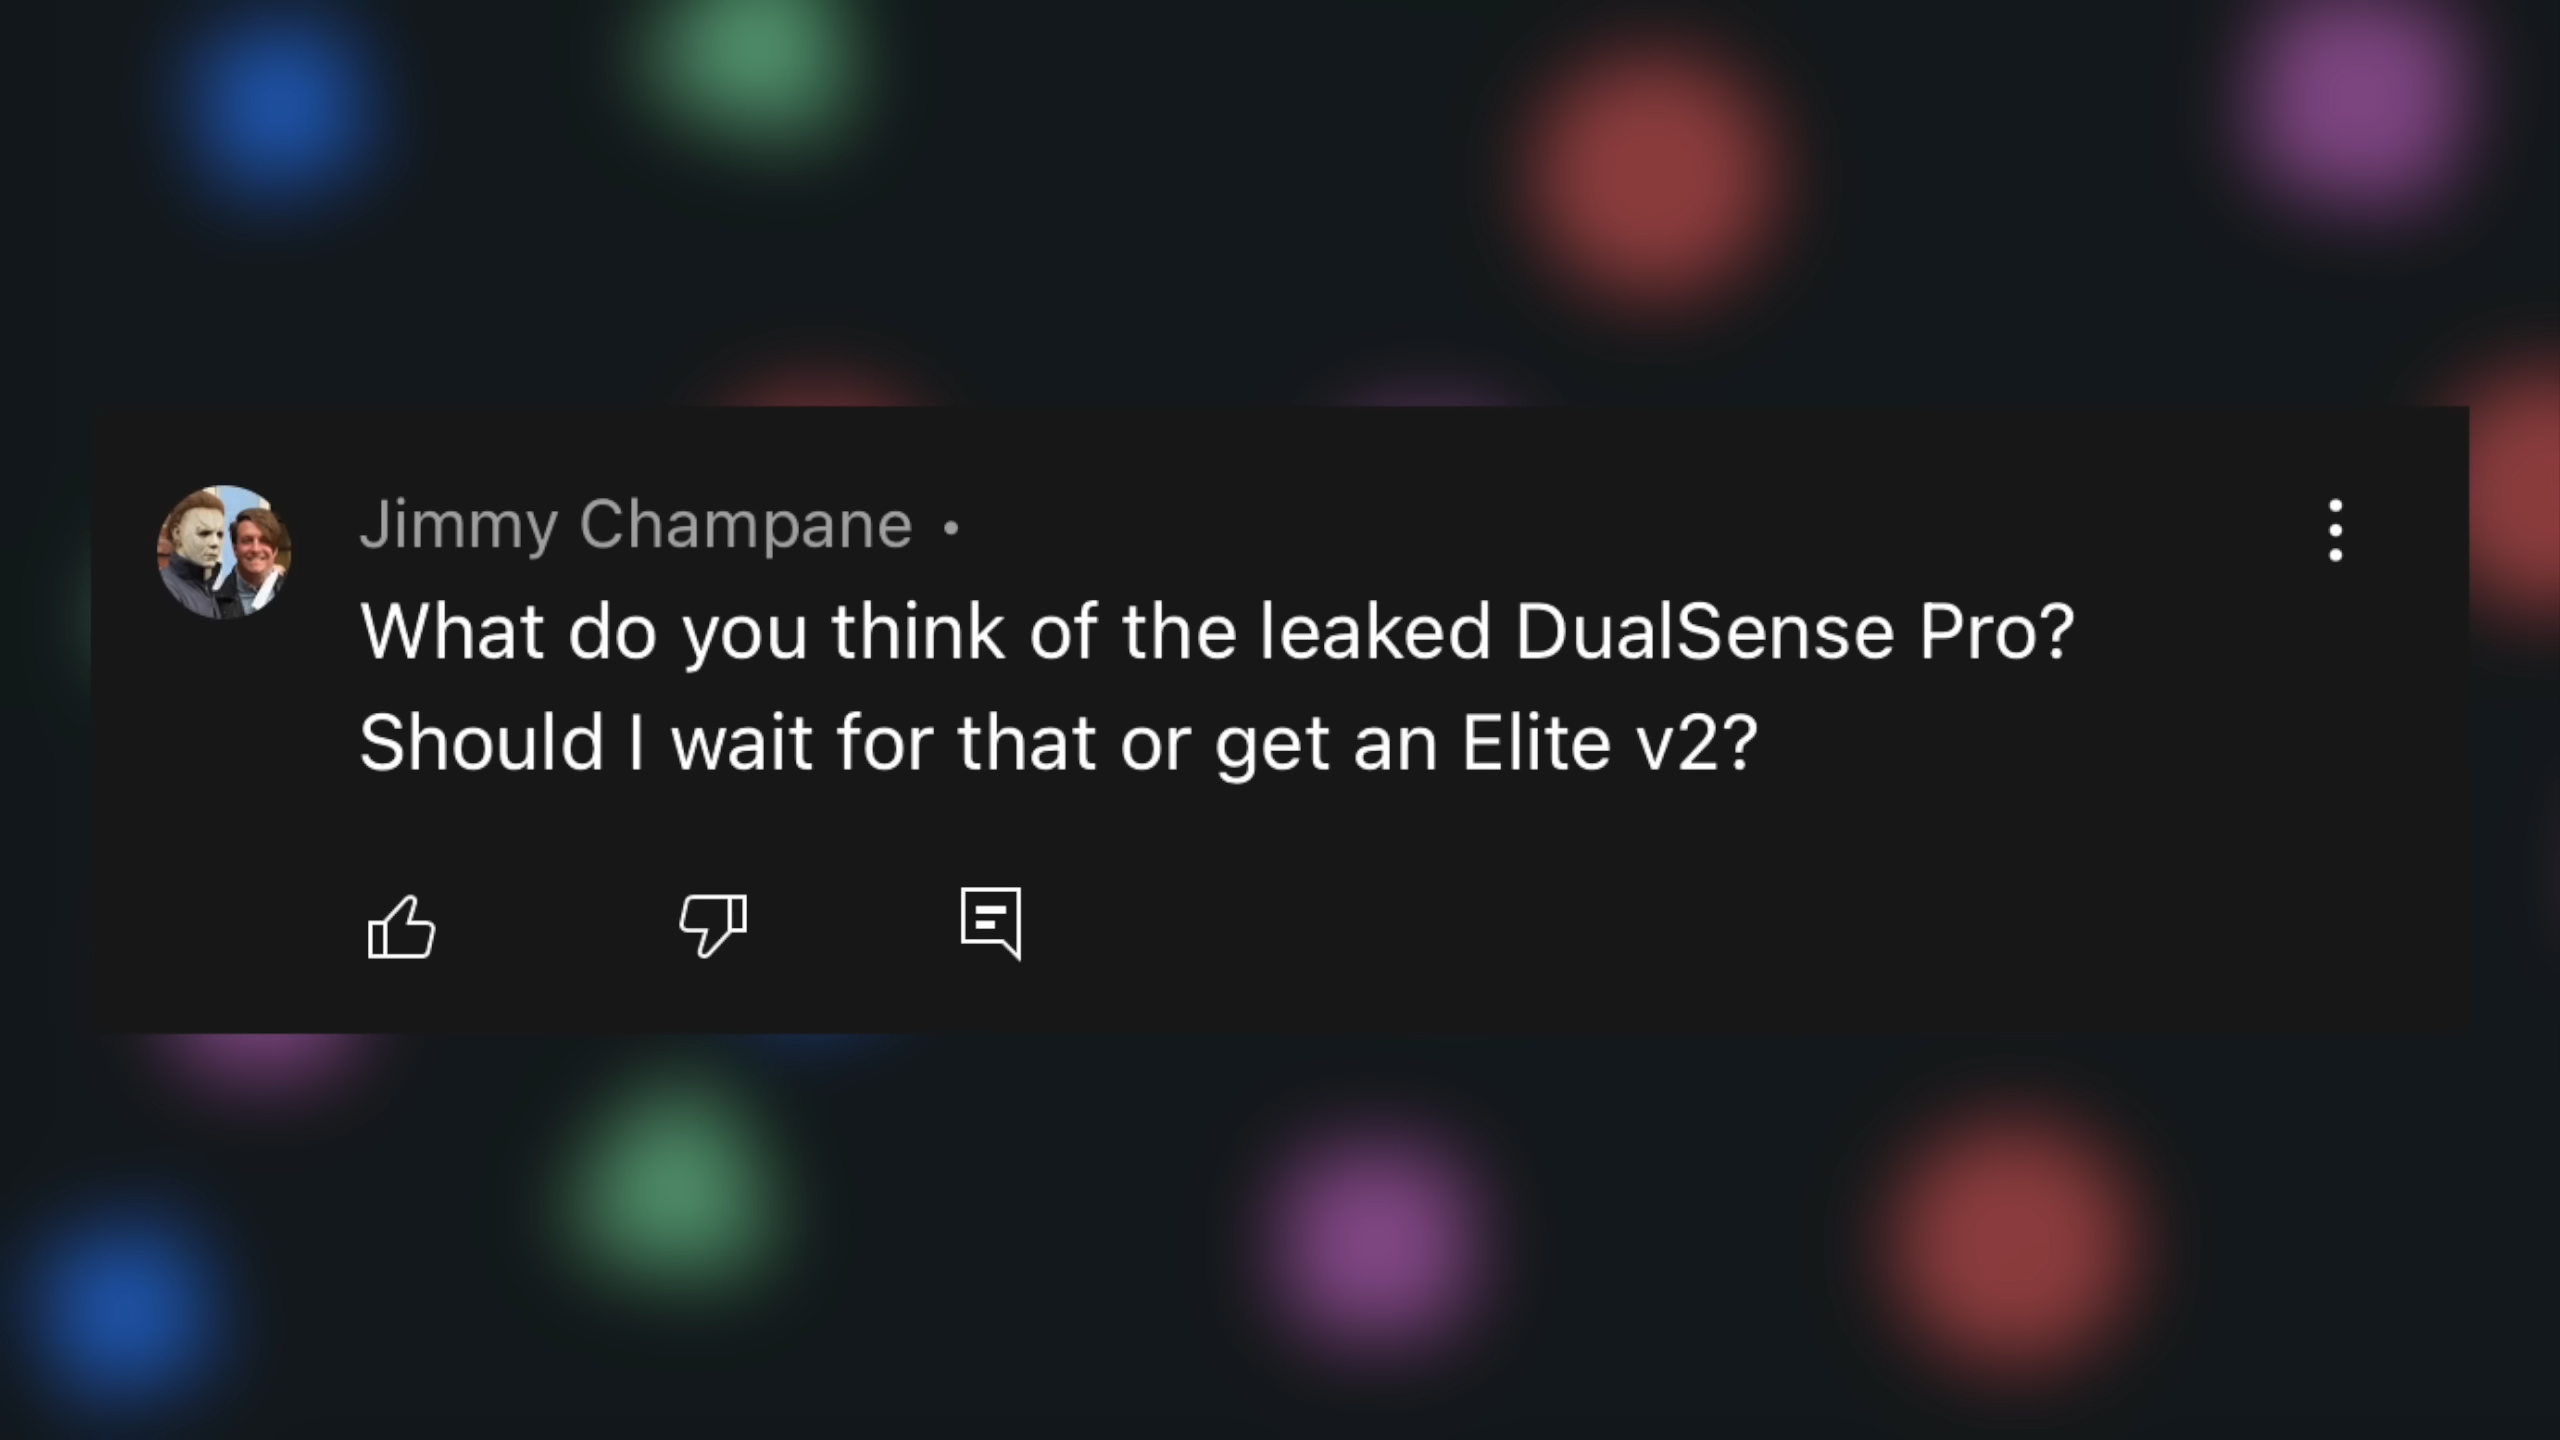 Jimmy Champane •
What do you think of the leaked DualSense Pro?
Should I wait for that or get an Elite v2?